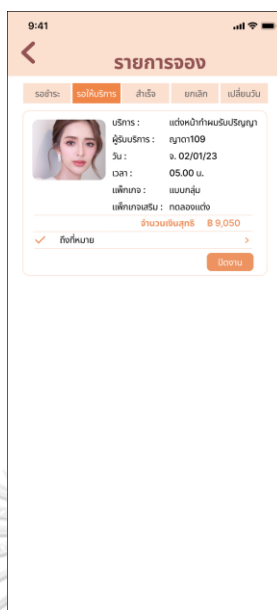 9:41
รายการจอง
รอชำระ รอให้บริการ สำเร็จ ยกเลิก เปลี่ยนวัน
บริการ : แต่งหน้าทำผมรับปริญญา
ผู้รับบริการ : ญาดา109
วัน : จ. 02/01/23
เวลา : 05.00 น.
แพ็กเกจ : แบบกลุ่ม
แพ็กเกจเสริม : ทดลองแต่ง
จำนวนเงินสุทธิ ฿ 9,050
ถึงที่หมาย
ปิดงาน